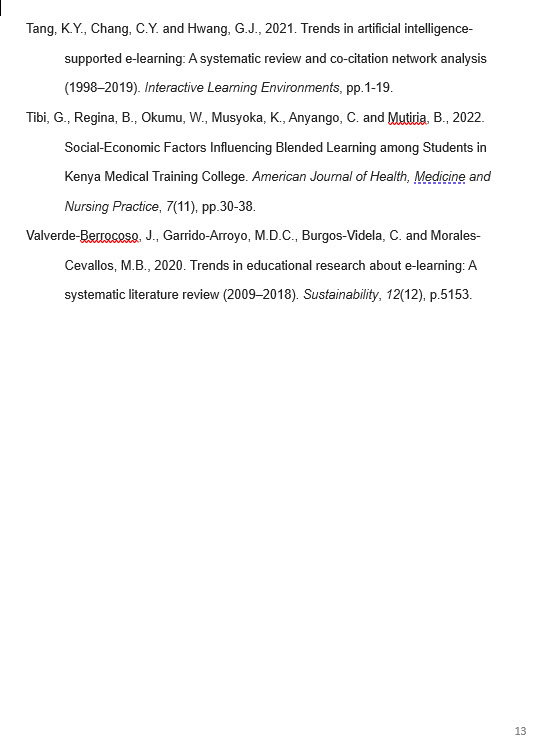 Tang, K.Y., Chang, C.Y. and Hwang, G.J., 2021. Trends in artificial intelligence-
supported e-learning: A systematic review and co-citation network analysis
(1998–2019). Interactive Learning Environments, pp.1-19.
Tibi, G., Regina, B., Okumu, W., Musyoka, K., Anyango, C. and Mutiria, B., 2022.
Social-Economic Factors Influencing Blended Learning among Students in
Kenya Medical Training College. American Journal of Health, Medicine and
Nursing Practice, 7(11), pp.30-38.
Valverde-Berrocoso, J., Garrido-Arroyo, M.D.C., Burgos-Videla, C. and Morales-
Cevallos, M.B., 2020. Trends in educational research about e-learning: A
systematic literature review (2009–2018). Sustainability, 12(12), p.5153.
13